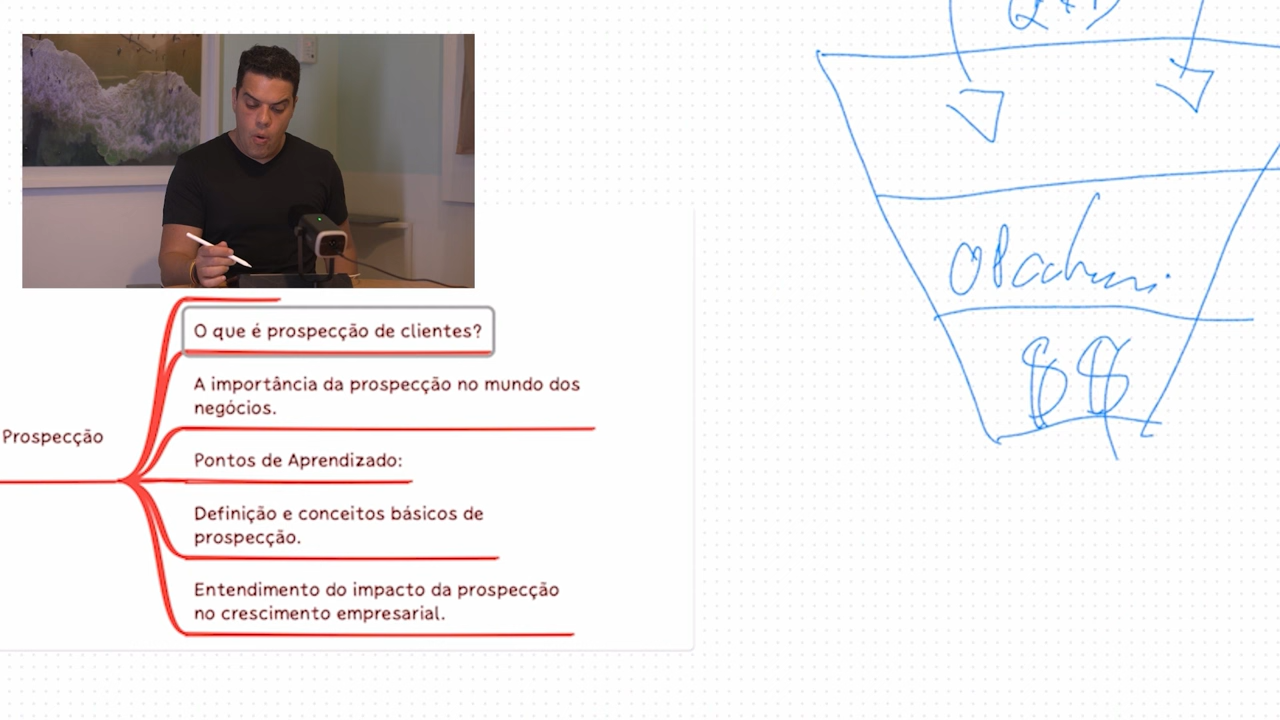 O que é prospecção de clientes?
A importância da prospecção no mundo dos
negócios.
Prospecção
Pontos de Aprendizado:
Definição e conceitos básicos de
prospecção.
Entendimento do impacto da prospecção
no crescimento empresarial.